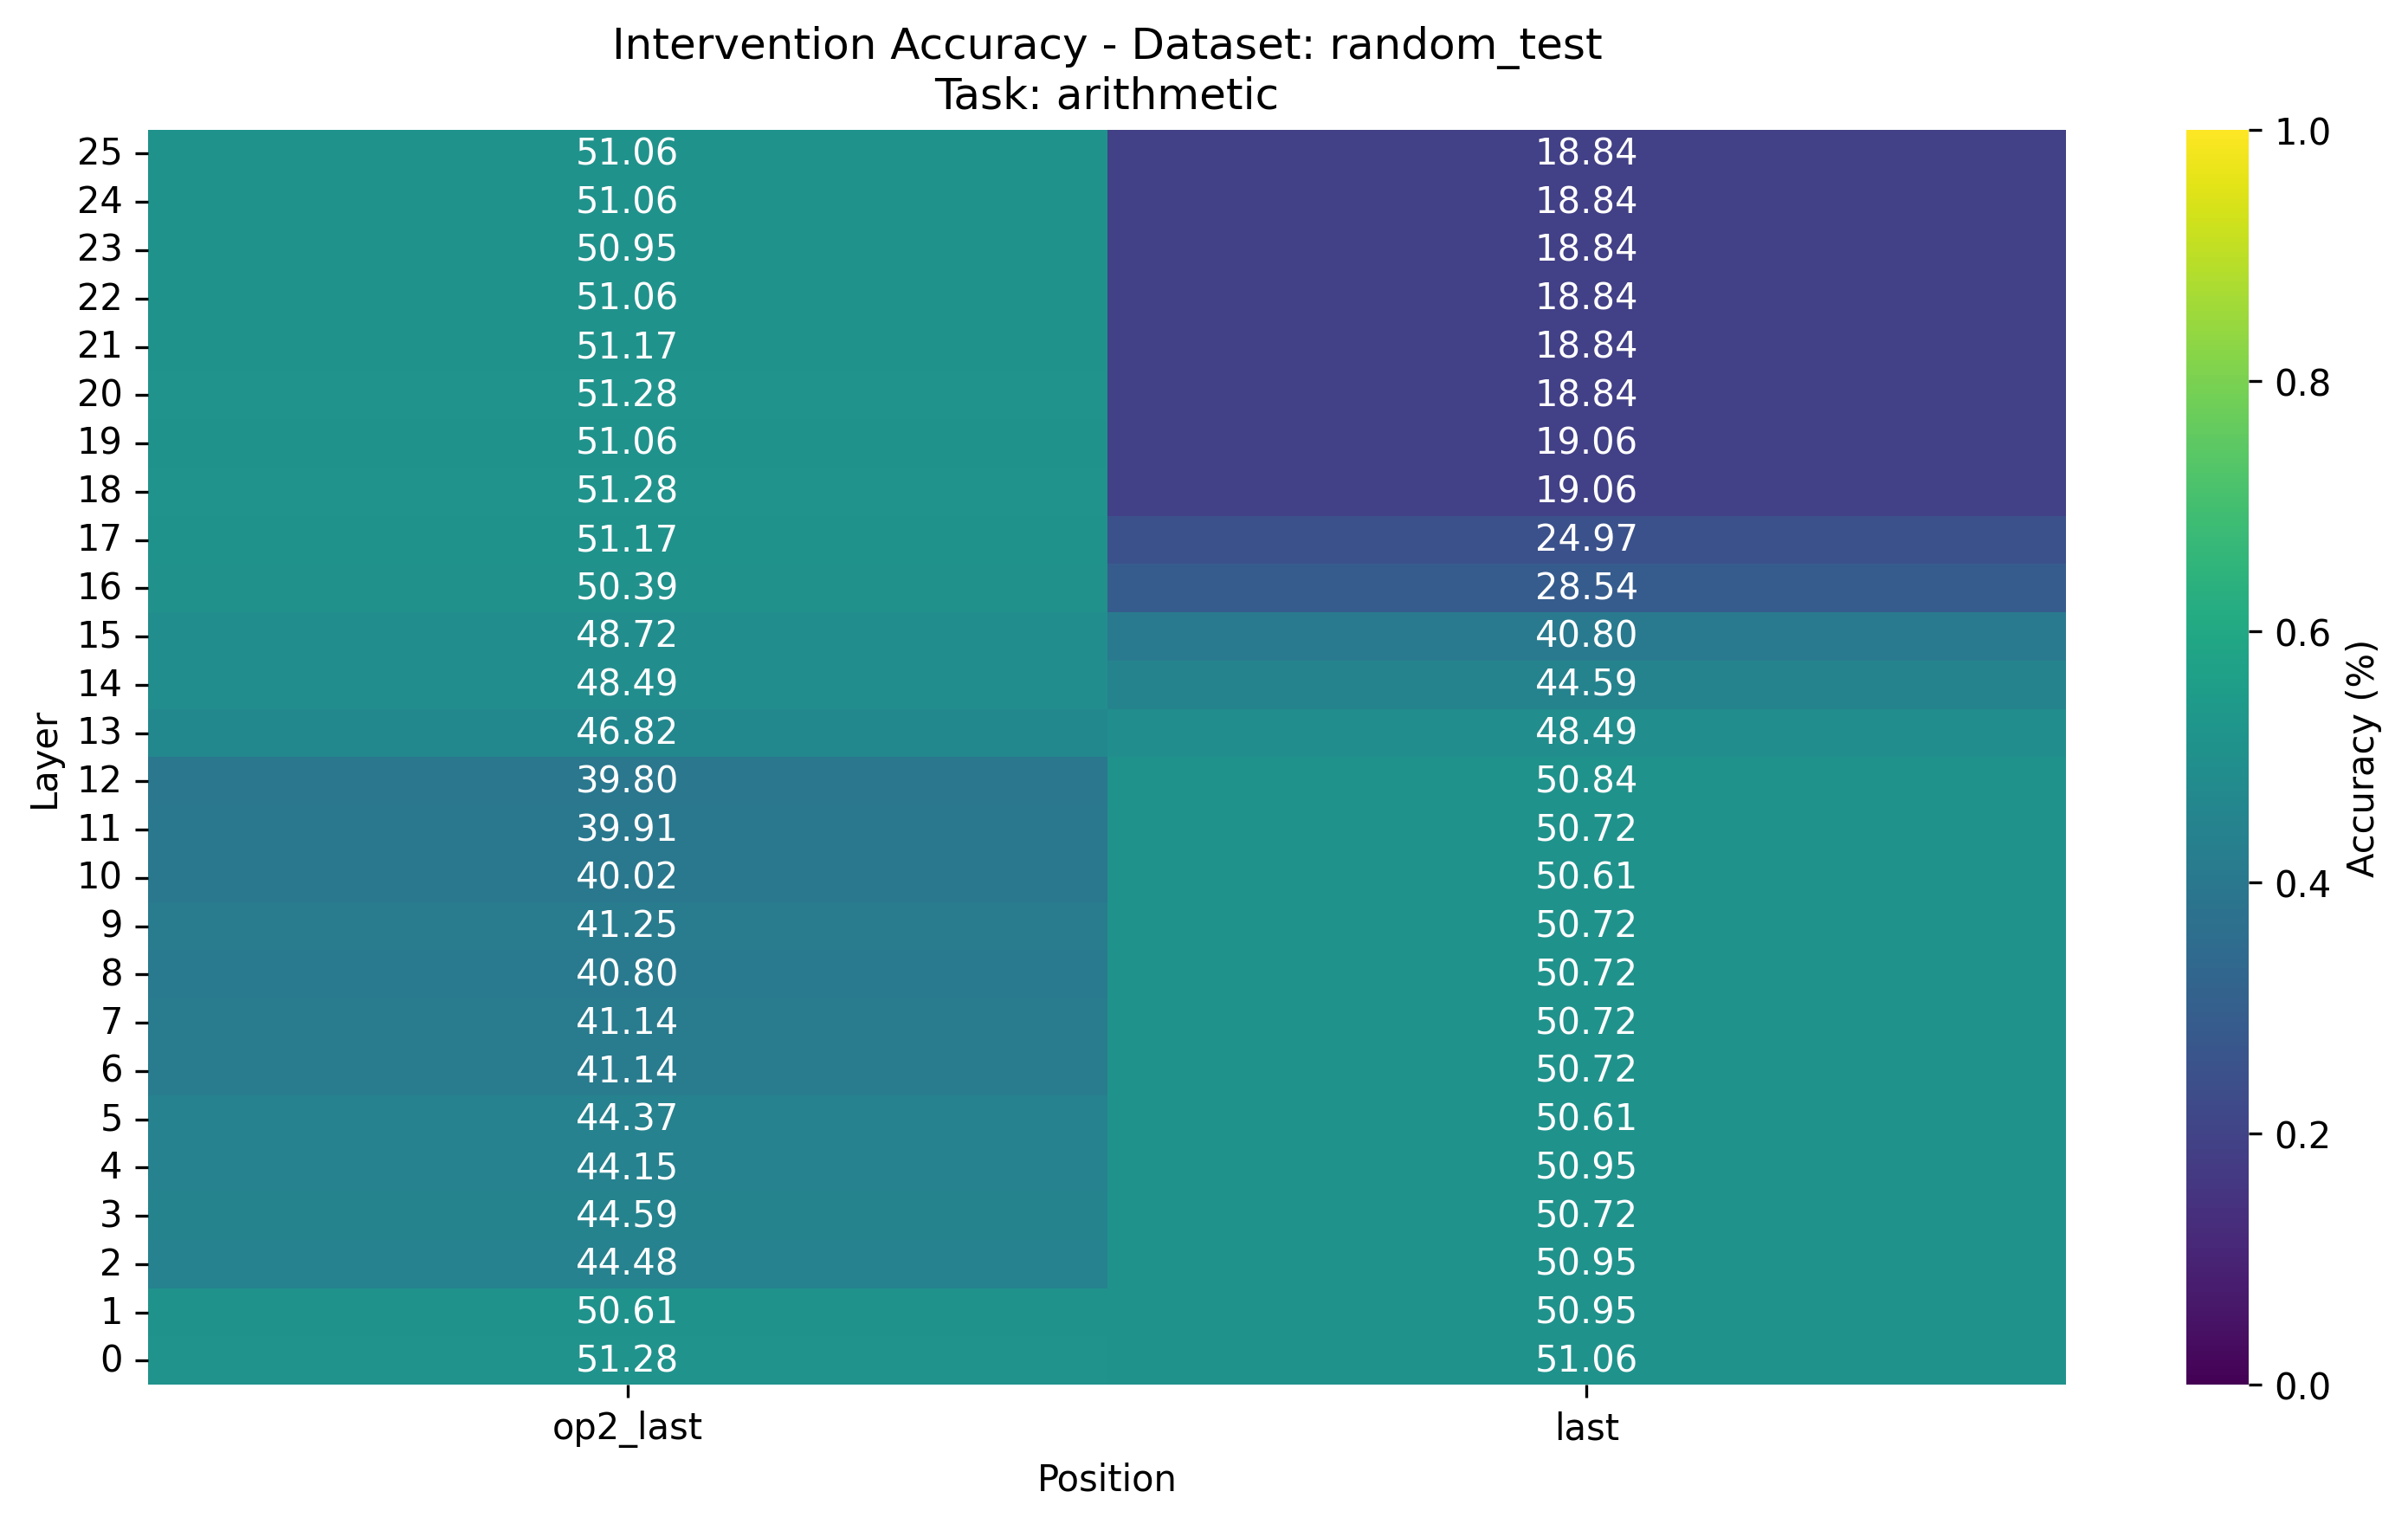 Intervention Accuracy - Dataset: random_test
Task: arithmetic
25 51.06 18.84
24 51.06 18.84
23 50.95 18.84
22 51.06 18.84
21 51.17 18.84
20 51.28 18.84
19 51.06 19.06
18 51.28 19.06
17 51.17 24.97
16 50.39 28.54
15 48.72 40.80
14 48.49 44.59
13 46.82 48.49
12 39.80 50.84
11 39.91 50.72
10 40.02 50.61
9 41.25 50.72
8 40.80 50.72
7 41.14 50.72
6 41.14 50.72
5 44.37 50.61
4 44.15 50.95
3 44.59 50.72
2 44.48 50.95
1 50.61 50.95
0 51.28 51.06
Layer
op2_last last
Position
1.0
0.8
0.6
0.4
0.2
0.0
Accuracy (%)